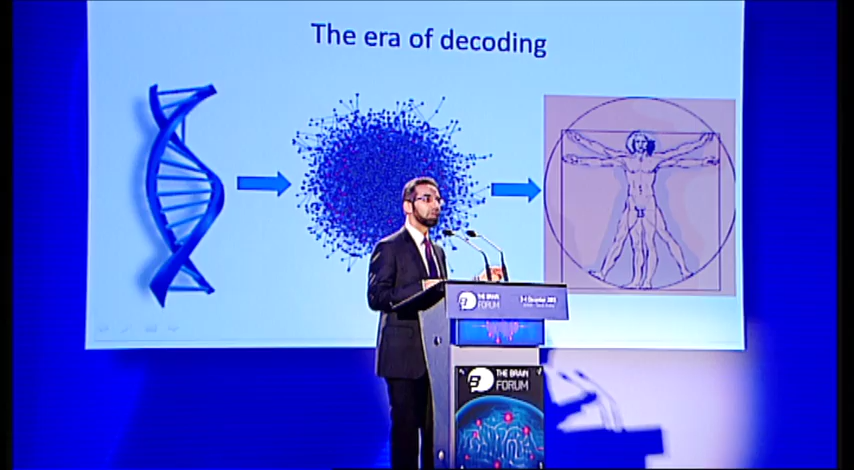 The era of decoding
THE BRAIN
FORUM
THE BRAIN
FORUM